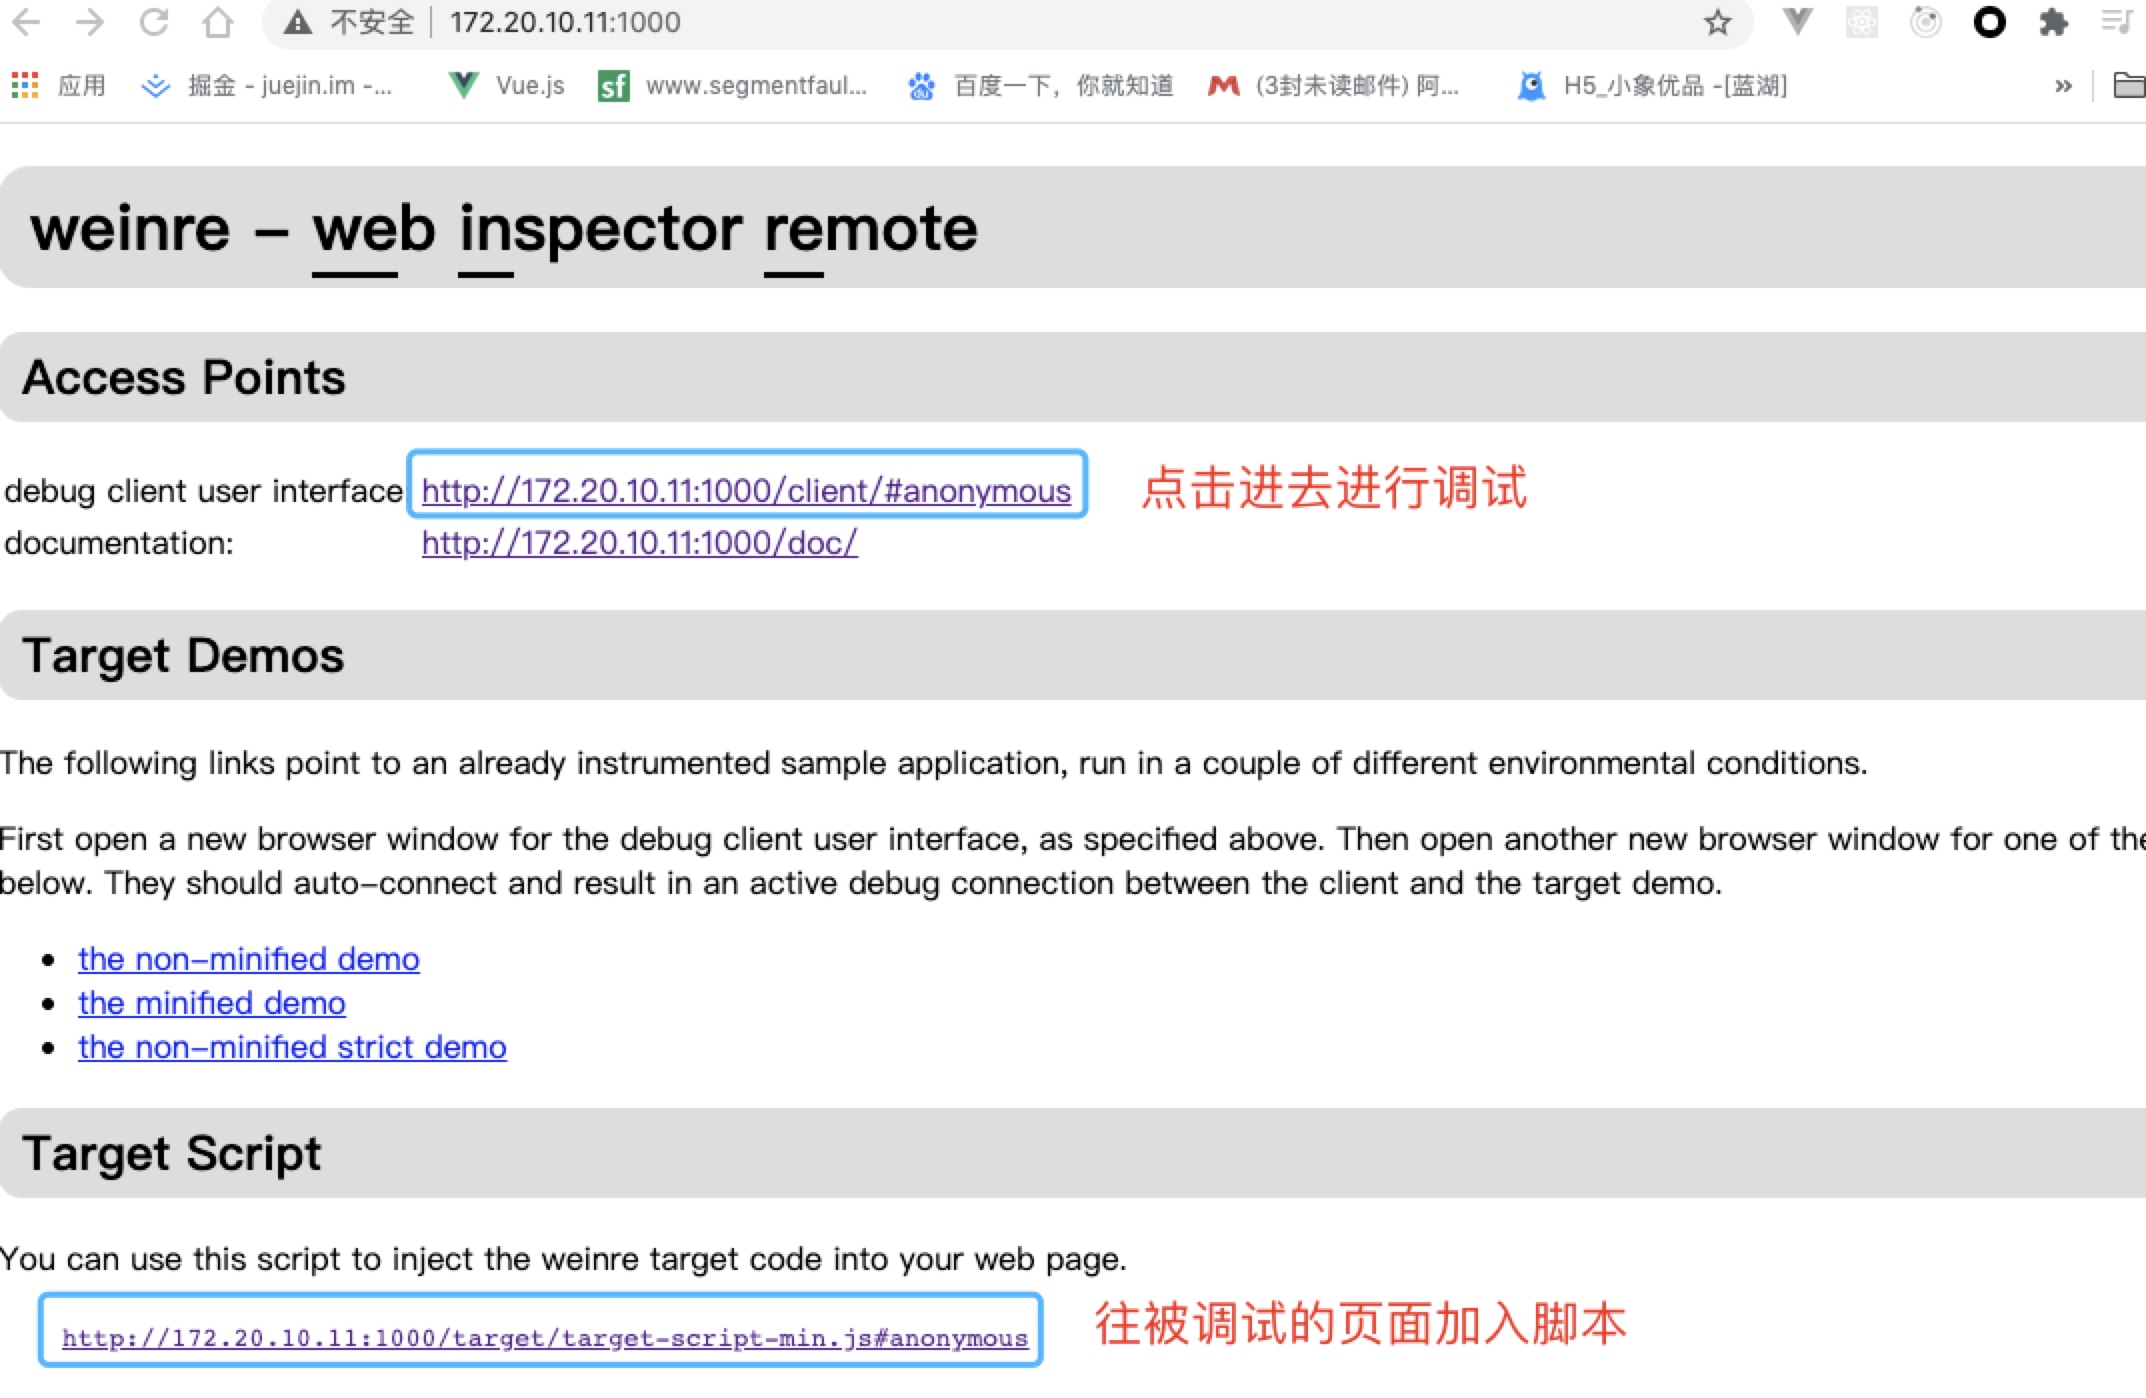 不安全 172.20.10.11:1000
应用 掘金 - juejin.im -... Vue.js sf www.segmentfaul... du 百度一下，你就知道 (3封未读邮件) 阿... H5_小象优品 -[蓝湖] »
weinre – web inspector remote
Access Points
debug client user interface http://172.20.10.11:1000/client/#anonymous 点击进去进行调试
documentation: http://172.20.10.11:1000/doc/
Target Demos
The following links point to an already instrumented sample application, run in a couple of different environmental conditions.
First open a new browser window for the debug client user interface, as specified above. Then open another new browser window for one of the
below. They should auto–connect and result in an active debug connection between the client and the target demo.
• the non–minified demo
• the minified demo
• the non–minified strict demo
Target Script
You can use this script to inject the weinre target code into your web page.
http://172.20.10.11:1000/target/target-script-min.js#anonymous 往被调试的页面加入脚本